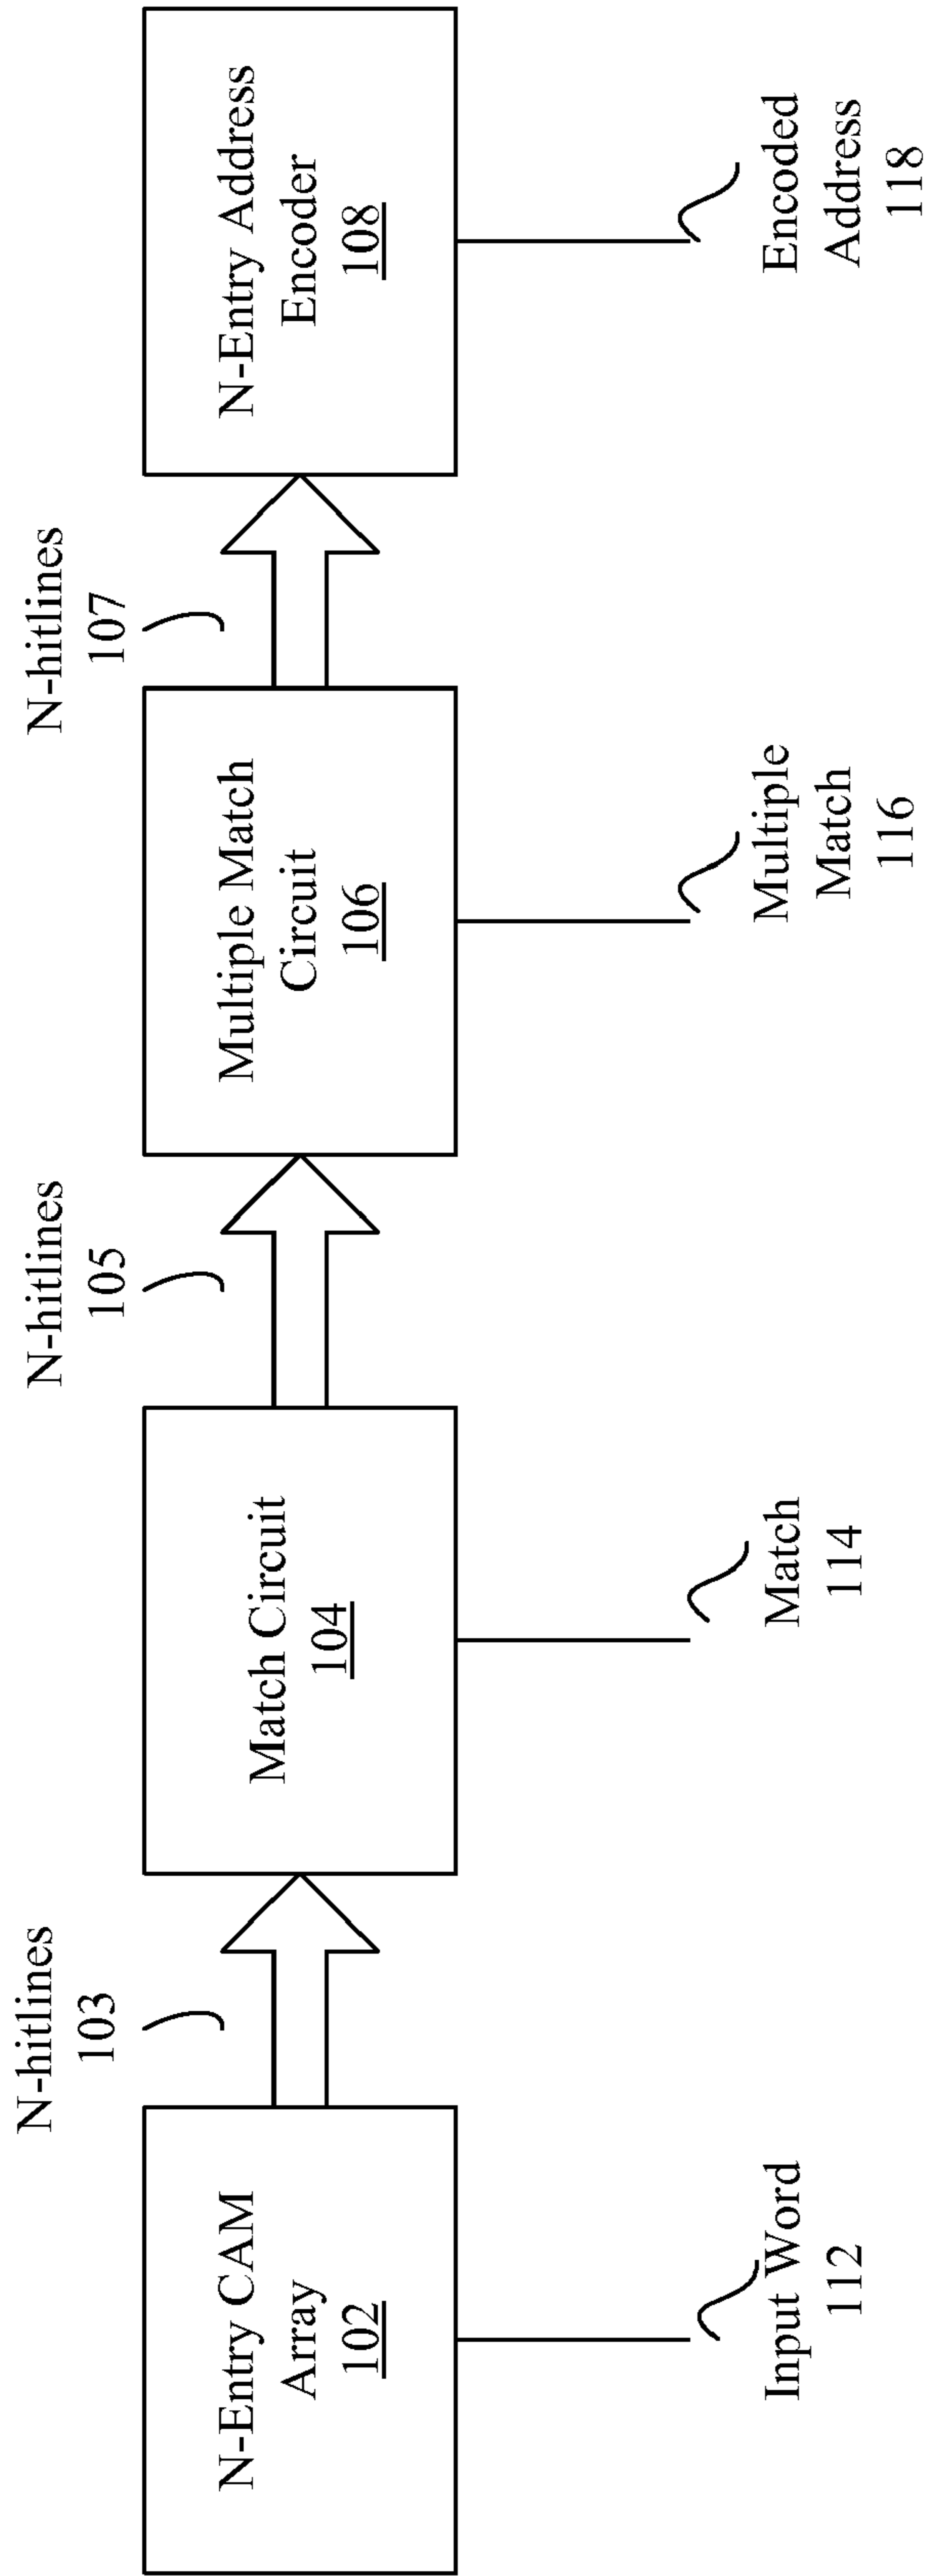 N-hitlines
103
N-hitlines
105
N-hitlines
107
N-Entry CAM
Array
102
Match Circuit
104
Multiple Match
Circuit
106
N-Entry Address
Encoder
108
Input Word
112
Match
114
Multiple
Match
116
Encoded
Address
118